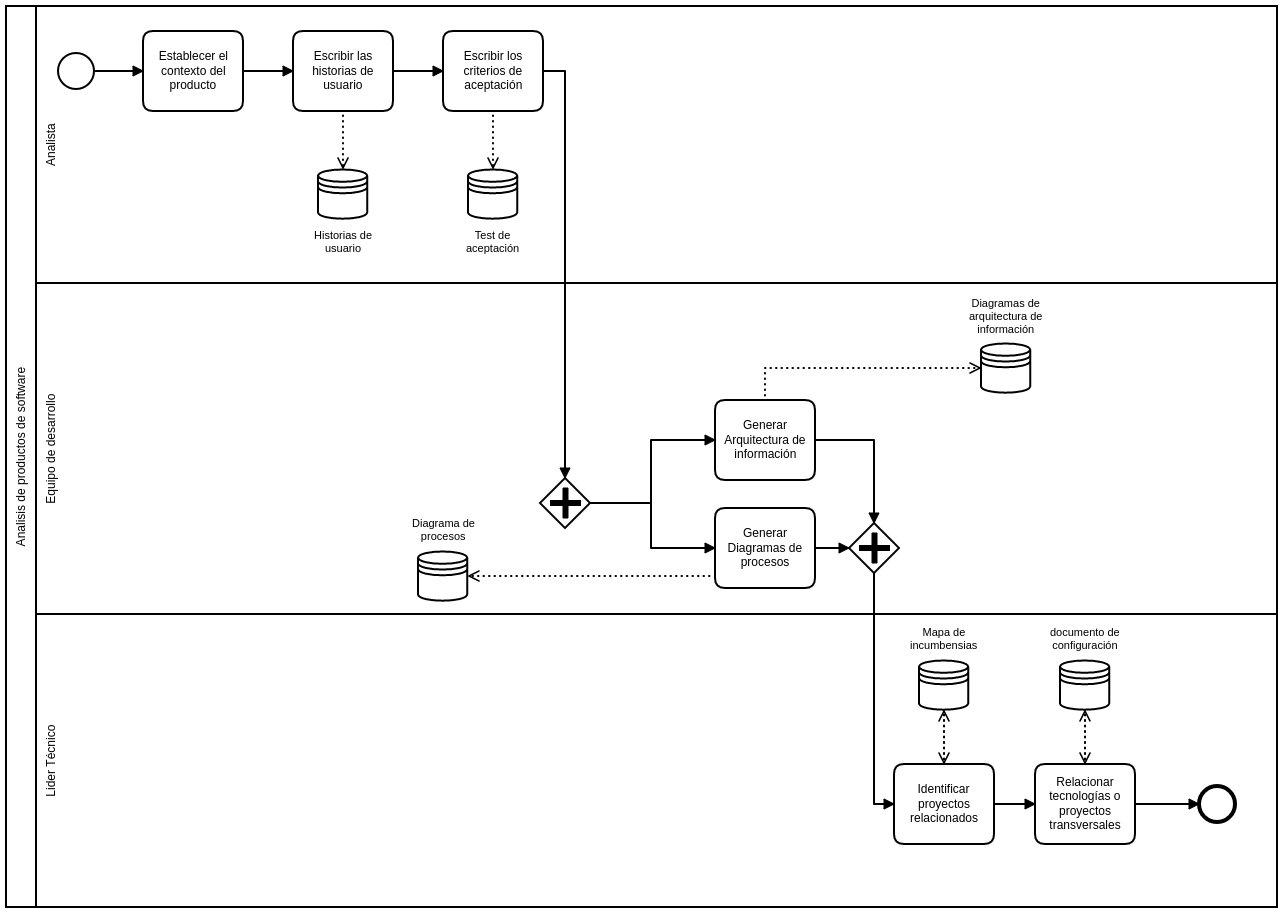 Analisis de productos de software
Analista
Establecer el
contexto del
producto
Escribir las
historias de
usuario
Escribir los
criterios de
aceptación
Historias de
usuario
Test de
aceptación
Equipo de desarrollo
Diagramas de
arquitectura de
información
Generar
Arquitectura de
información
Diagrama de
procesos
Generar
Diagramas de
procesos
Lider Técnico
Mapa de
incumbensias
documento de
configuración
Identificar
proyectos
relacionados
Relacionar
tecnologías o
proyectos
transversales